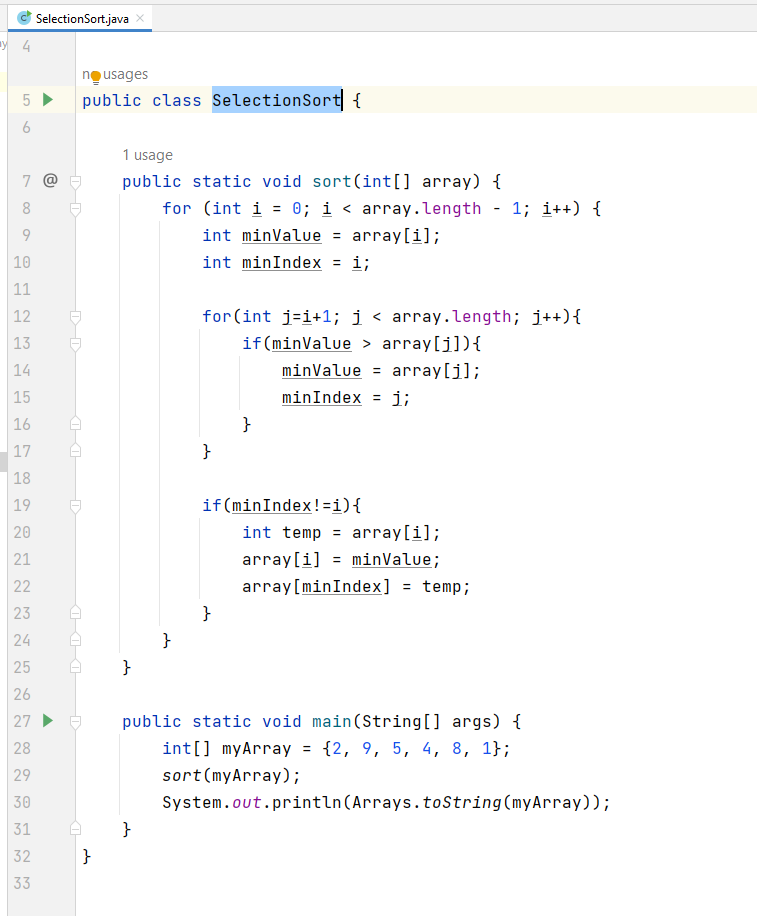 SelectionSort.java
ay
4
no usages
5 public class SelectionSort {
6
1 usage
7 @ public static void sort(int[] array) {
8 for (int i = 0; i < array.length - 1; i++) {
9 int minValue = array[i];
10 int minIndex = i;
11
12 for(int j=i+1; j < array.length; j++){
13 if(minValue > array[j]){
14 minValue = array[j];
15 minIndex = j;
16 }
17 }
18
19 if(minIndex!=i){
20 int temp = array[i];
21 array[i] = minValue;
22 array[minIndex] = temp;
23 }
24 }
25 }
26
27 public static void main(String[] args) {
28 int[] myArray = {2, 9, 5, 4, 8, 1};
29 sort(myArray);
30 System.out.println(Arrays.toString(myArray));
31 }
32 }
33